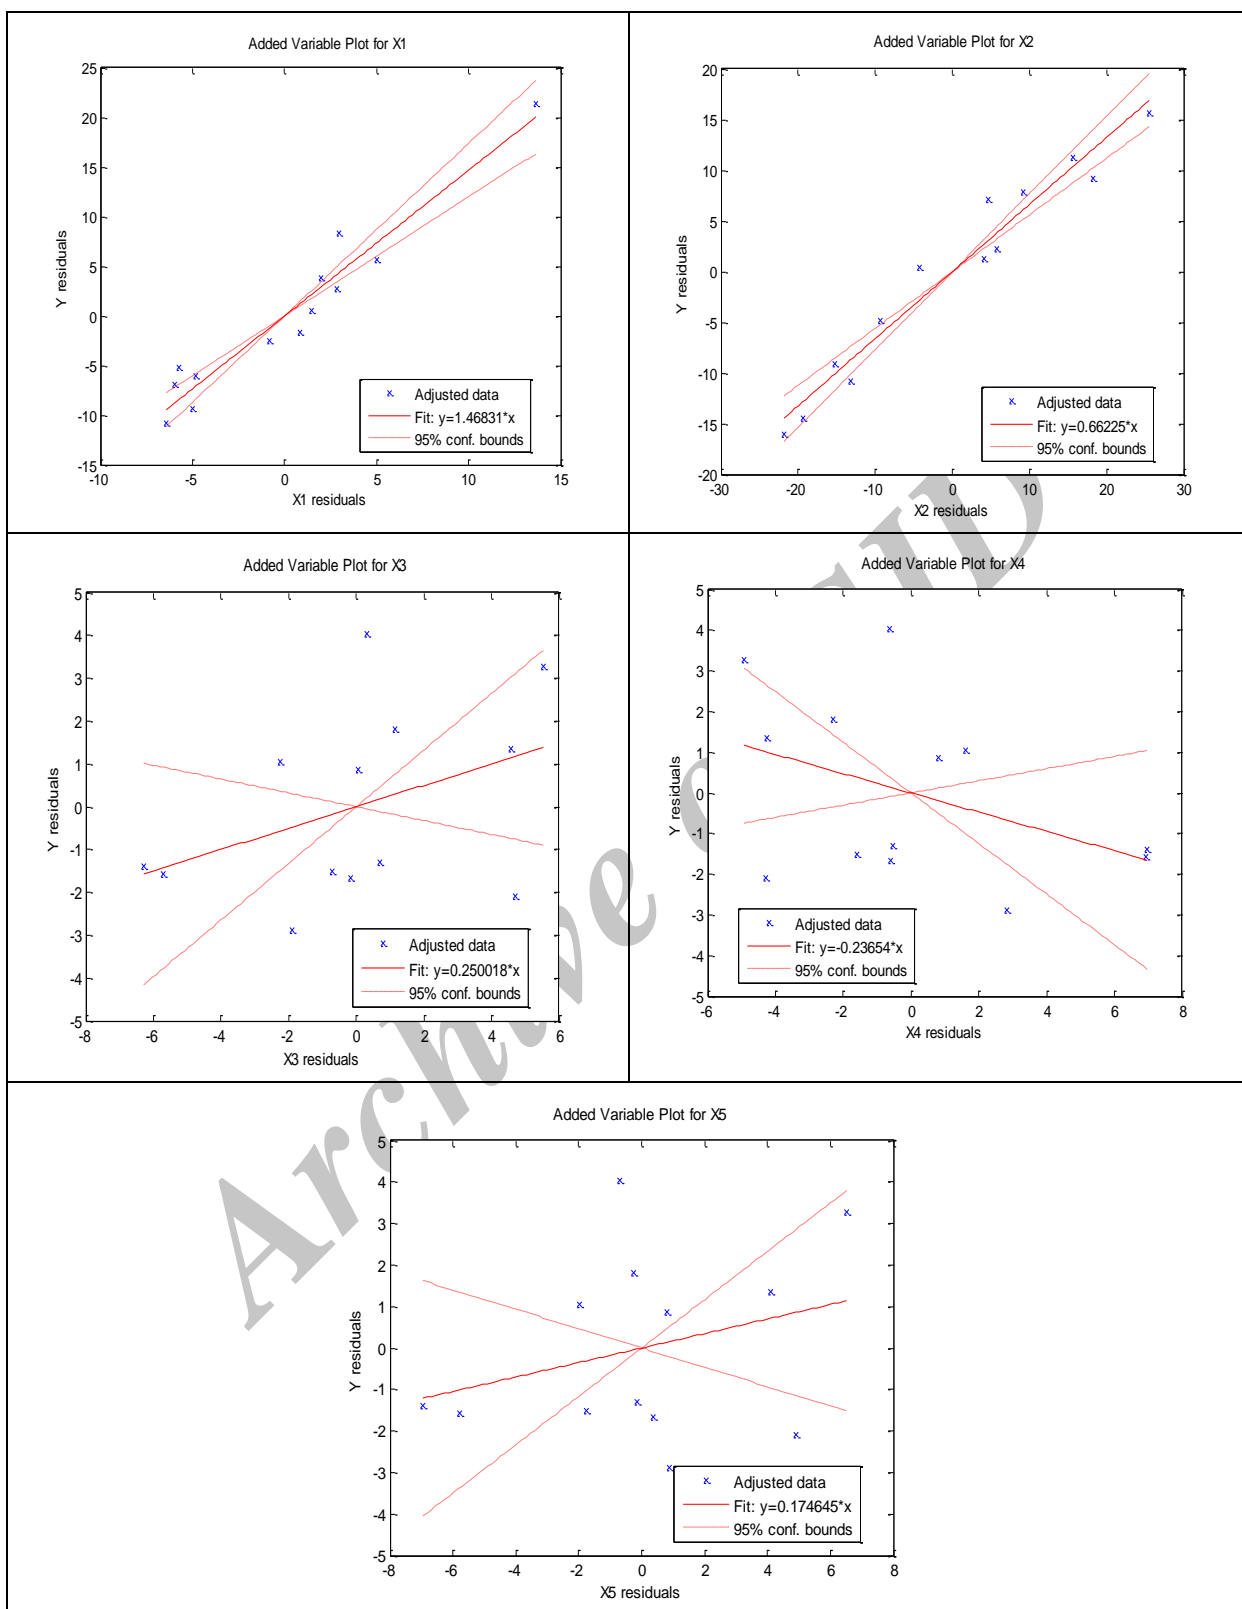 Added Variable Plot for X1
25
20
15
10
5
0
-5
-10
-15
-10
-5
0
5
10
15
Y residuals
X1 residuals
Adjusted data
Fit: y=1.46831*x
95% conf. bounds
Added Variable Plot for X2
20
15
10
5
0
-5
-10
-15
-20
-30
-20
-10
0
10
20
30
Y residuals
X2 residuals
Adjusted data
Fit: y=0.66225*x
95% conf. bounds
Added Variable Plot for X3
5
4
3
2
1
0
-1
-2
-3
-4
-5
-8
-6
-4
-2
0
2
4
6
Y residuals
X3 residuals
Adjusted data
Fit: y=0.250018*x
95% conf. bounds
Added Variable Plot for X4
5
4
3
2
1
0
-1
-2
-3
-4
-5
-6
-4
-2
0
2
4
6
8
Y residuals
X4 residuals
Adjusted data
Fit: y=-0.23654*x
95% conf. bounds
Added Variable Plot for X5
5
4
3
2
1
0
-1
-2
-3
-4
-5
-8
-6
-4
-2
0
2
4
6
8
Y residuals
X5 residuals
Adjusted data
Fit: y=0.174645*x
95% conf. bounds
Archive of SID